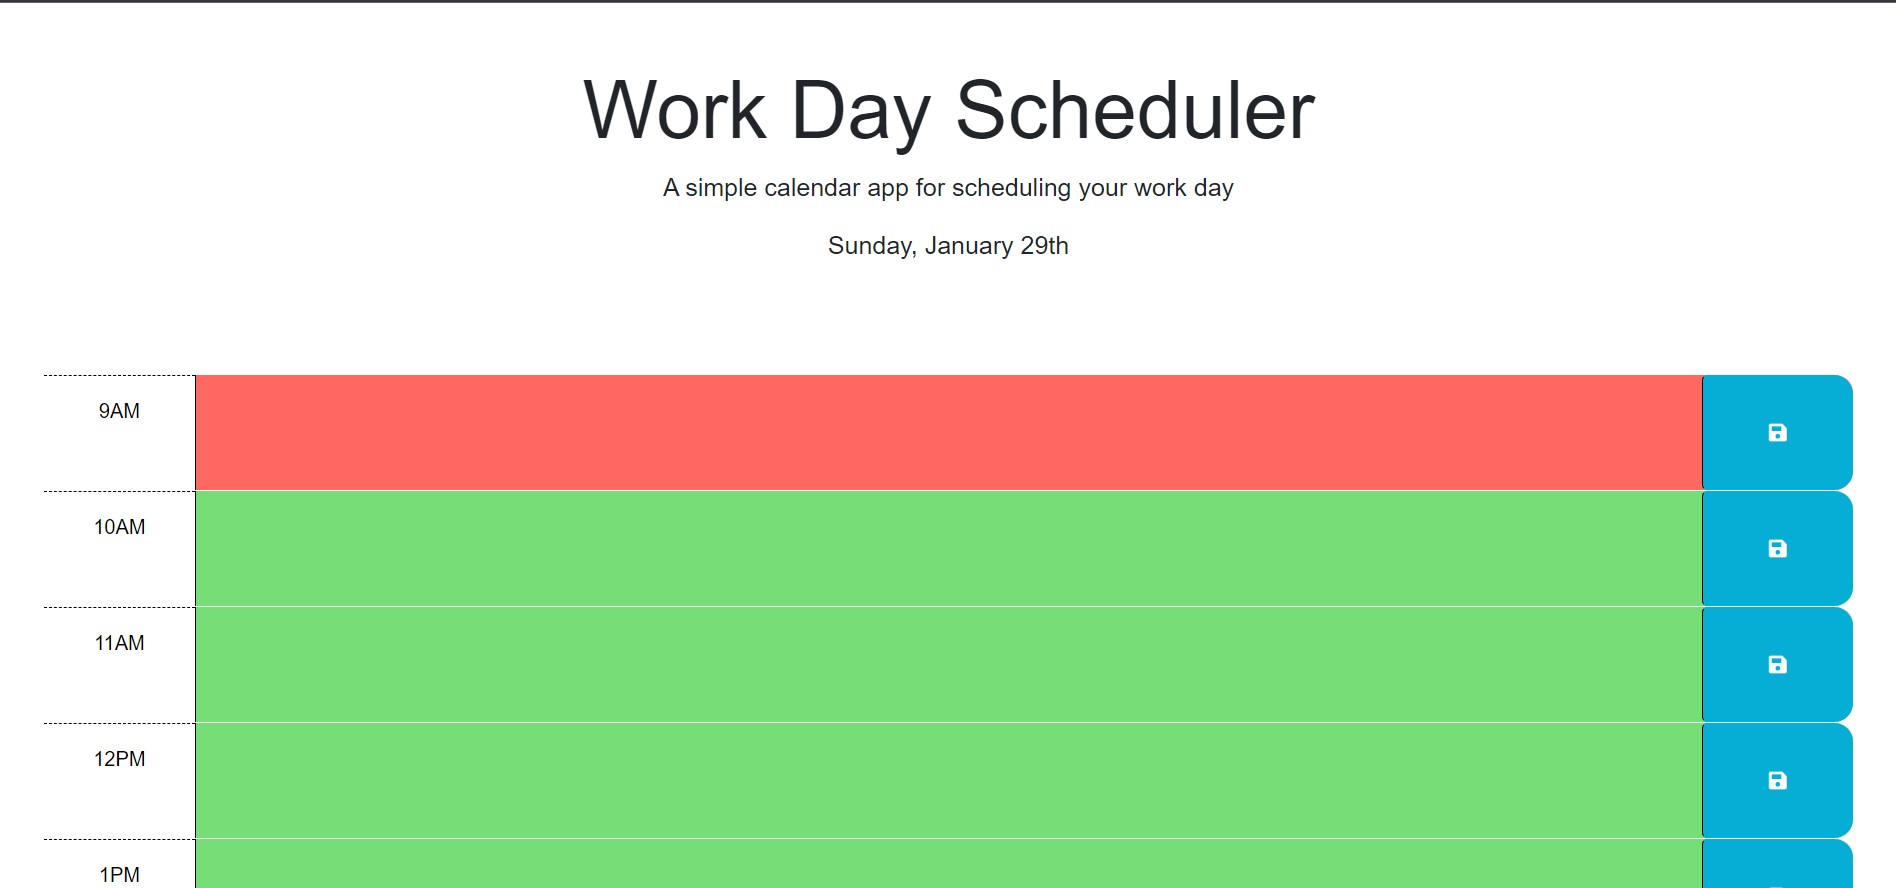 Work Day Scheduler
A simple calendar app for scheduling your work day
Sunday, January 29th
9AM
10AM
11AM
12PM
1PM